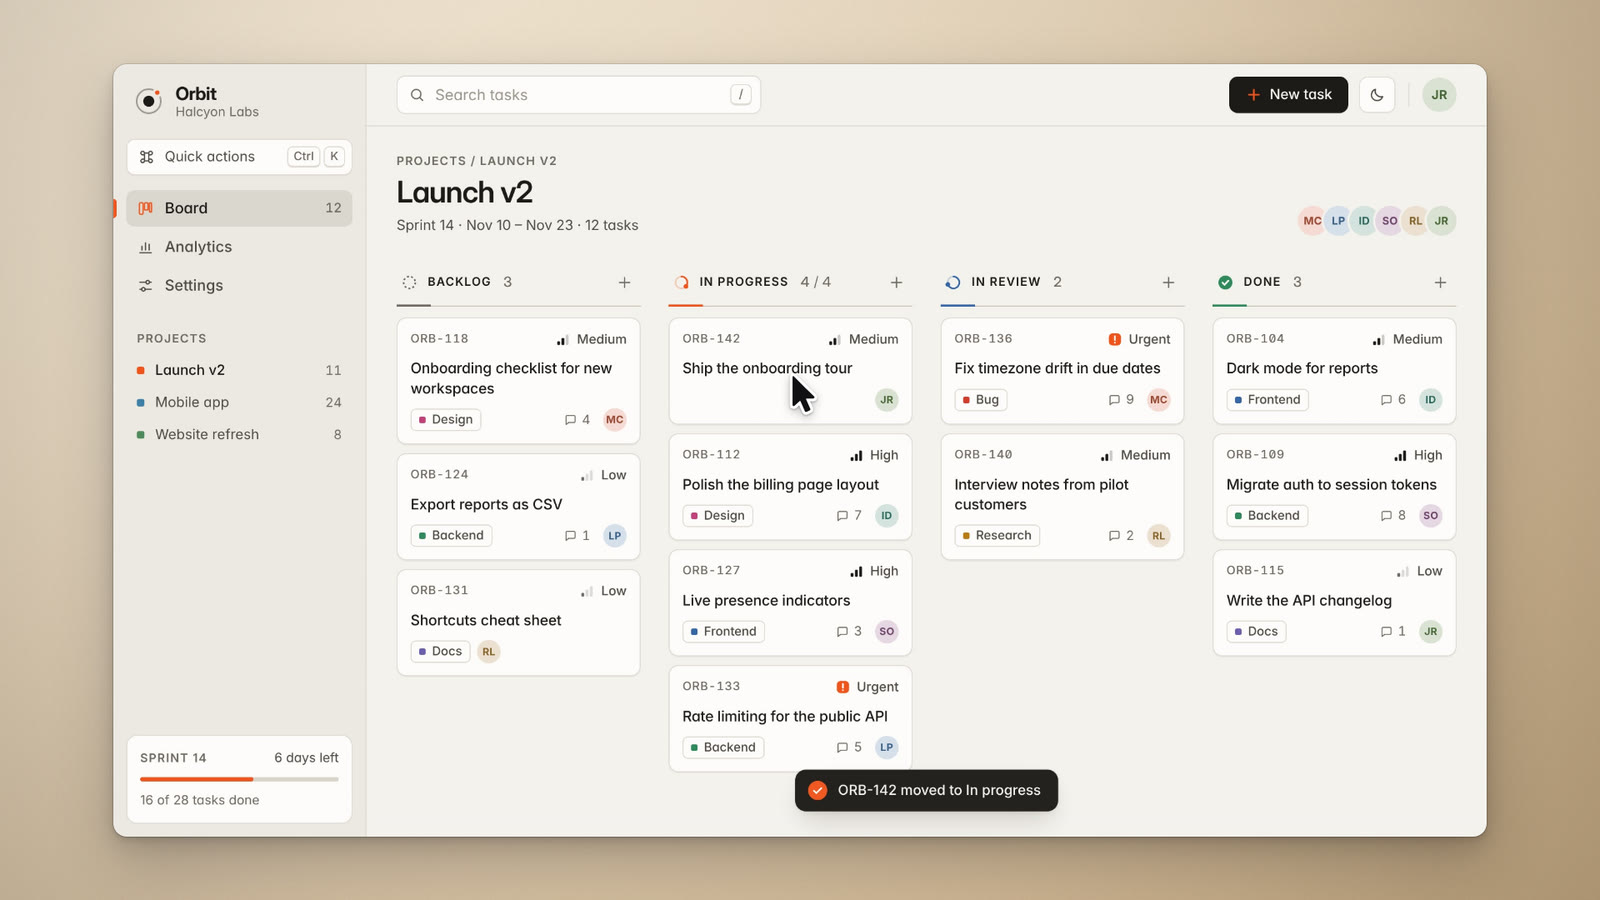 Orbit
Halcyon Labs
Quick actions Ctrl K
Board 12
Analytics
Settings
PROJECTS
Launch v2 11
Mobile app 24
Website refresh 8
SPRINT 14 6 days left
16 of 28 tasks done
Search tasks /
New task
JR
PROJECTS / LAUNCH V2
Launch v2
Sprint 14 · Nov 10 – Nov 23 · 12 tasks
MC LP ID SO RL JR
BACKLOG 3
ORB-118 Medium
Onboarding checklist for new
workspaces
Design 4 MC
ORB-124 Low
Export reports as CSV
Backend 1 LP
ORB-131 Low
Shortcuts cheat sheet
Docs RL
IN PROGRESS 4 / 4
ORB-142 Medium
Ship the onboarding tour
JR
ORB-112 High
Polish the billing page layout
Design 7 ID
ORB-127 High
Live presence indicators
Frontend 3 SO
ORB-133 Urgent
Rate limiting for the public API
Backend 5 LP
IN REVIEW 2
ORB-136 Urgent
Fix timezone drift in due dates
Bug 9 MC
ORB-140 Medium
Interview notes from pilot
customers
Research 2 RL
DONE 3
ORB-104 Medium
Dark mode for reports
Frontend 6 ID
ORB-109 High
Migrate auth to session tokens
Backend 8 SO
ORB-115 Low
Write the API changelog
Docs 1 JR
ORB-142 moved to In progress